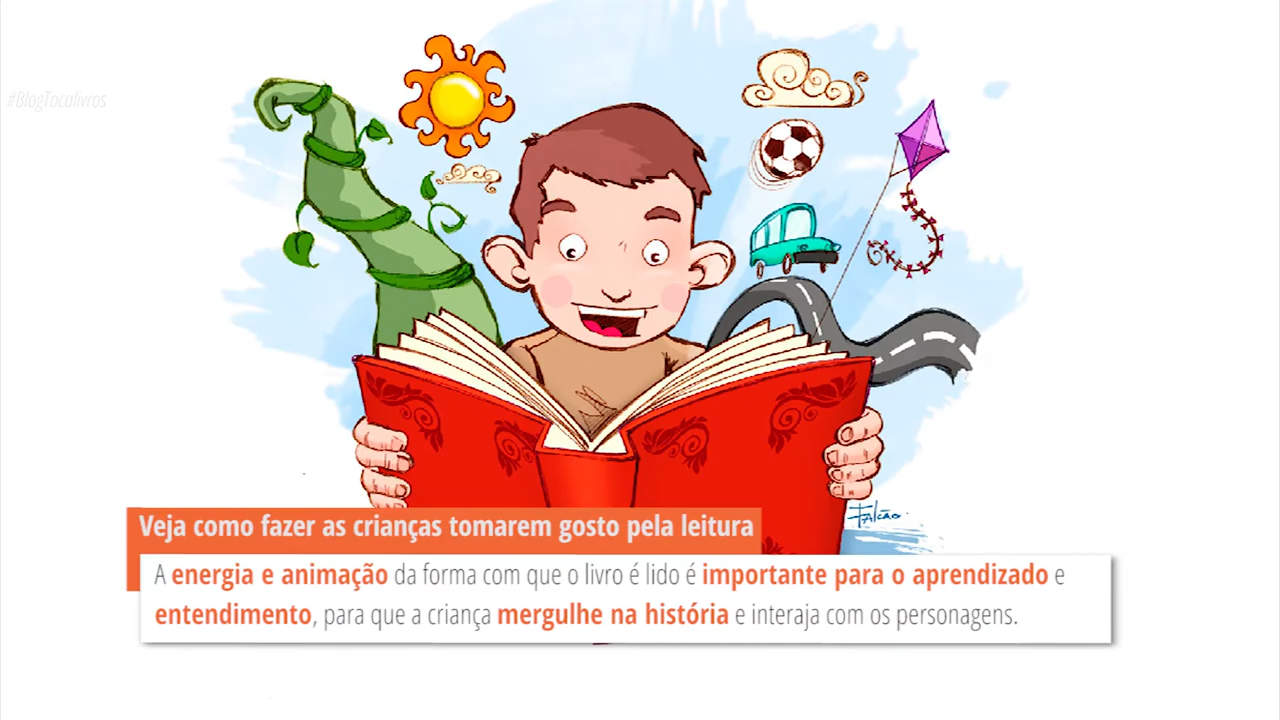 #BlogTocalivros
Falcão
Veja como fazer as crianças tomarem gosto pela leitura
A energia e animação da forma com que o livro é lido é importante para o aprendizado e
entendimento, para que a criança mergulhe na história e interaja com os personagens.